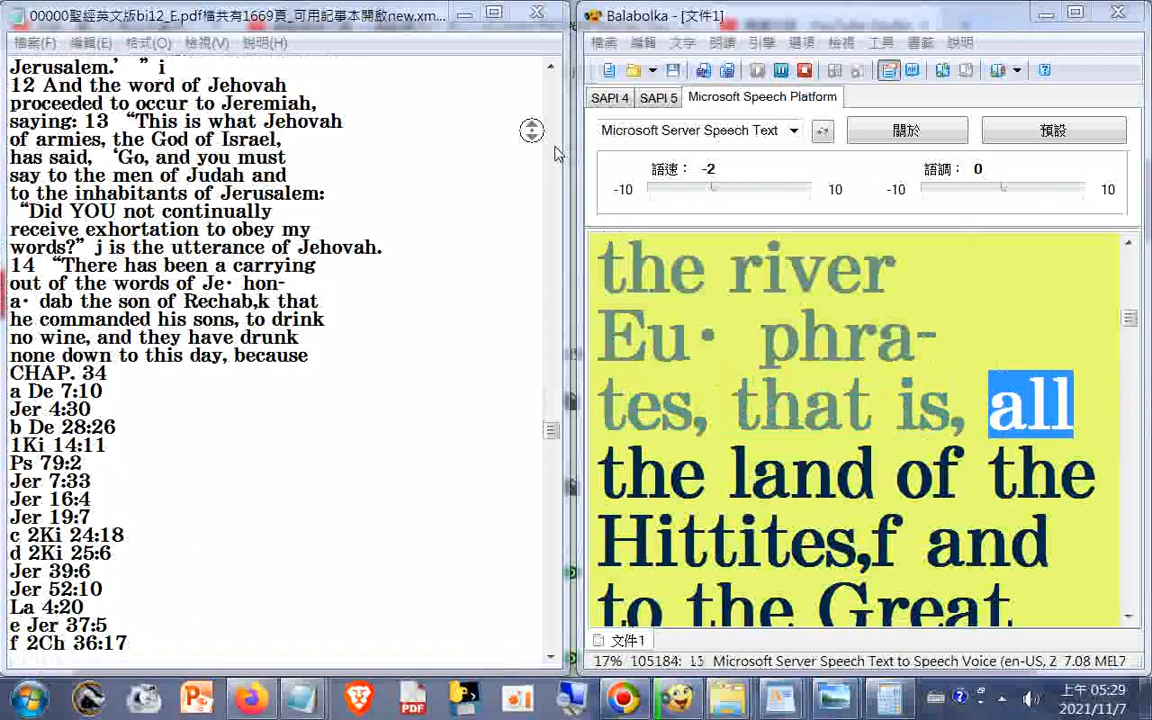 00000聖經英文版bi12_E.pdf檔共有1669頁_可用記事本開啟new.xm...
檔案(F) 編輯(E) 格式(O) 檢視(V) 說明(H)
Jerusalem.’ ” i
12 And the word of Jehovah
proceeded to occur to Jeremiah,
saying: 13 “This is what Jehovah
of armies, the God of Israel,
has said, ‘Go, and you must
say to the men of Judah and
to the inhabitants of Jerusalem:
“Did YOU not continually
receive exhortation to obey my
words?” j is the utterance of Jehovah.
14 “There has been a carrying
out of the words of Je· hon-
a· dab the son of Rechab,k that
he commanded his sons, to drink
no wine, and they have drunk
none down to this day, because
CHAP. 34
a De 7:10
Jer 4:30
b De 28:26
1Ki 14:11
Ps 79:2
Jer 7:33
Jer 16:4
Jer 19:7
c 2Ki 24:18
d 2Ki 25:6
Jer 39:6
Jer 52:10
La 4:20
e Jer 37:5
f 2Ch 36:17
Balabolka - [文件1]
檔案 編輯 文字 朗讀 引擎 選項 檢視 工具 書籤 說明
SAPI 4 SAPI 5 Microsoft Speech Platform
Microsoft Server Speech Text 關於 預設
語速： -2 語調： 0
-10 10 -10 10
the river
Eu· phra-
tes, that is, all
the land of the
Hittites,f and
to the Great
文件1
17% 105184: 13 Microsoft Server Speech Text to Speech Voice (en-US, Z 7.08 МЕ/
PDF
上午 05:29
2021/11/7